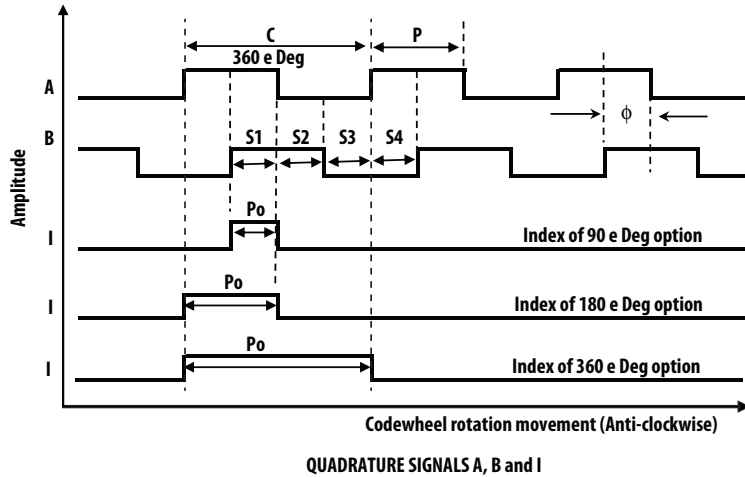 C
P
360 e Deg
A
ϕ
B
S1 S2 S3 S4
Amplitude
Po
I
Index of 90 e Deg option
Po
I
Index of 180 e Deg option
Po
I
Index of 360 e Deg option
Codewheel rotation movement (Anti-clockwise)
QUADRATURE SIGNALS A, B and I